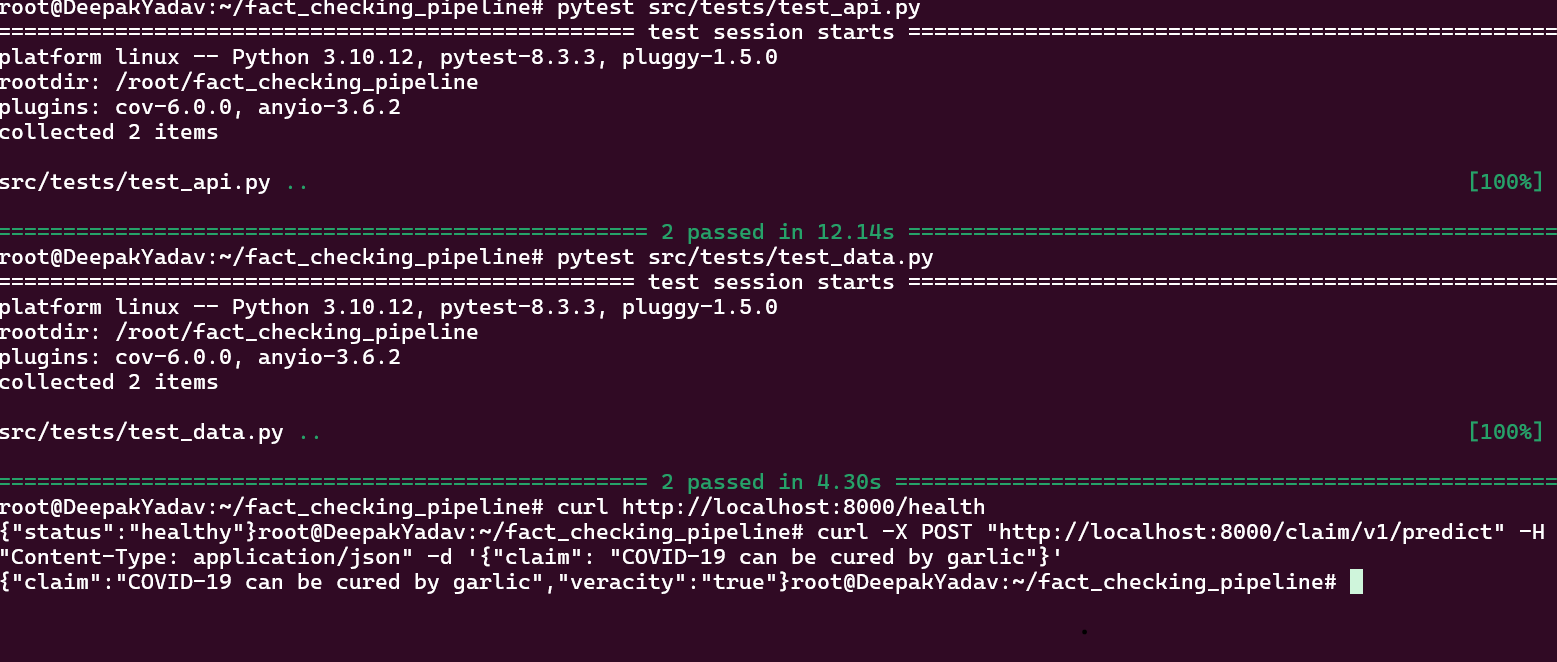 root@DeepakYadav:~/fact_checking_pipeline# pytest src/tests/test_api.py
================================================= test session starts ==================================================
platform linux -- Python 3.10.12, pytest-8.3.3, pluggy-1.5.0
rootdir: /root/fact_checking_pipeline
plugins: cov-6.0.0, anyio-3.6.2
collected 2 items
src/tests/test_api.py .. [100%]
================================================== 2 passed in 12.14s ===================================================
root@DeepakYadav:~/fact_checking_pipeline# pytest src/tests/test_data.py
================================================= test session starts ==================================================
platform linux -- Python 3.10.12, pytest-8.3.3, pluggy-1.5.0
rootdir: /root/fact_checking_pipeline
plugins: cov-6.0.0, anyio-3.6.2
collected 2 items
src/tests/test_data.py .. [100%]
================================================== 2 passed in 4.30s ====================================================
root@DeepakYadav:~/fact_checking_pipeline# curl http://localhost:8000/health
{"status":"healthy"}root@DeepakYadav:~/fact_checking_pipeline# curl -X POST "http://localhost:8000/claim/v1/predict" -H
"Content-Type: application/json" -d '{"claim": "COVID-19 can be cured by garlic"}'
{"claim":"COVID-19 can be cured by garlic","veracity":"true"}root@DeepakYadav:~/fact_checking_pipeline#